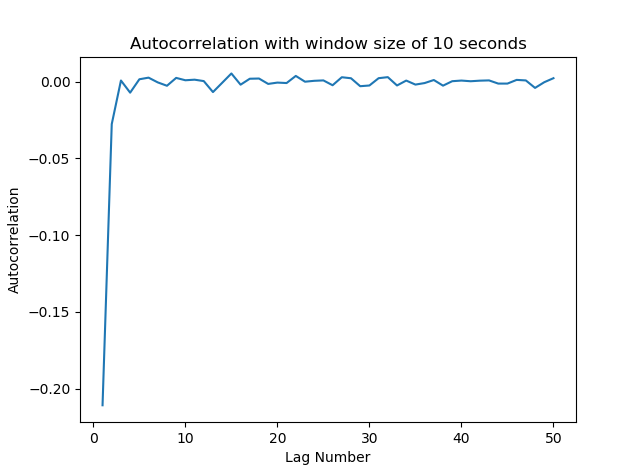 Autocorrelation with window size of 10 seconds
0.00
−0.05
−0.10
−0.15
−0.20
Autocorrelation
0 10 20 30 40 50
Lag Number